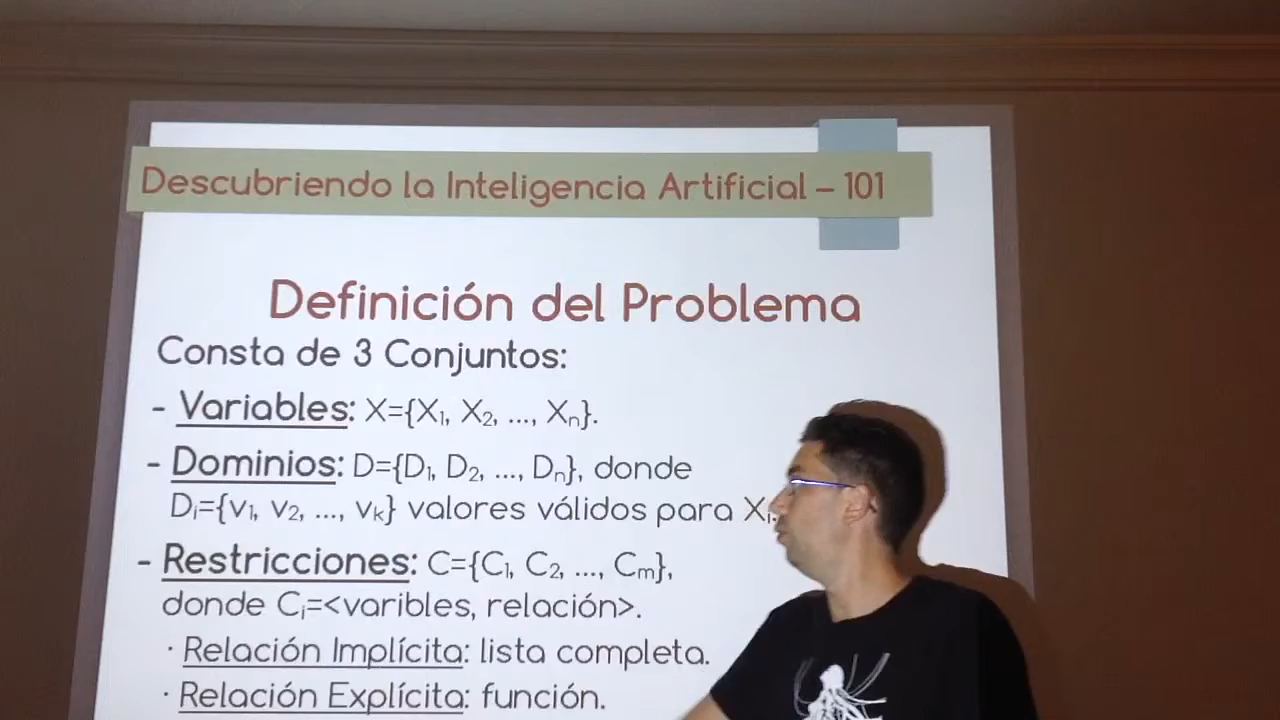 Descubriendo la Inteligencia Artificial – 101
Definición del Problema
Consta de 3 Conjuntos:
- Variables: X={X₁, X₂, ..., Xₙ}.
- Dominios: D={D₁, D₂, ..., Dₙ}, donde
Dᵢ={v₁, v₂, ..., vₖ} valores válidos para Xᵢ.
- Restricciones: C={C₁, C₂, ..., Cₘ},
donde Cᵢ=<varibles, relación>.
· Relación Implícita: lista completa.
· Relación Explícita: función.